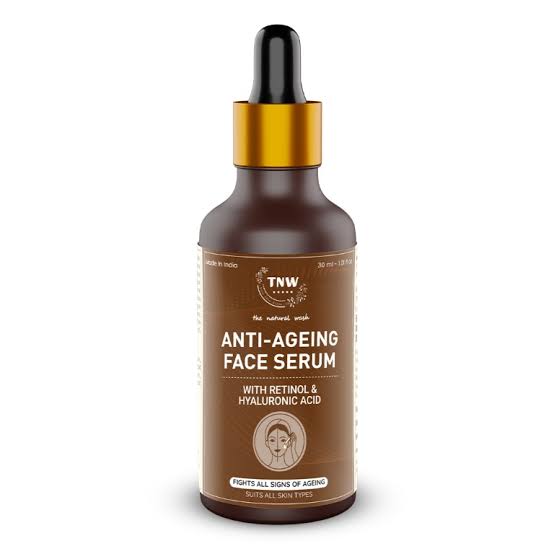 Made in India
30 ml - 1.01 fl oz
TNW
the natural wash
ANTI-AGEING
FACE SERUM
WITH RETINOL &
HYALURONIC ACID
FIGHTS ALL SIGNS OF AGEING
SUITS ALL SKIN TYPES